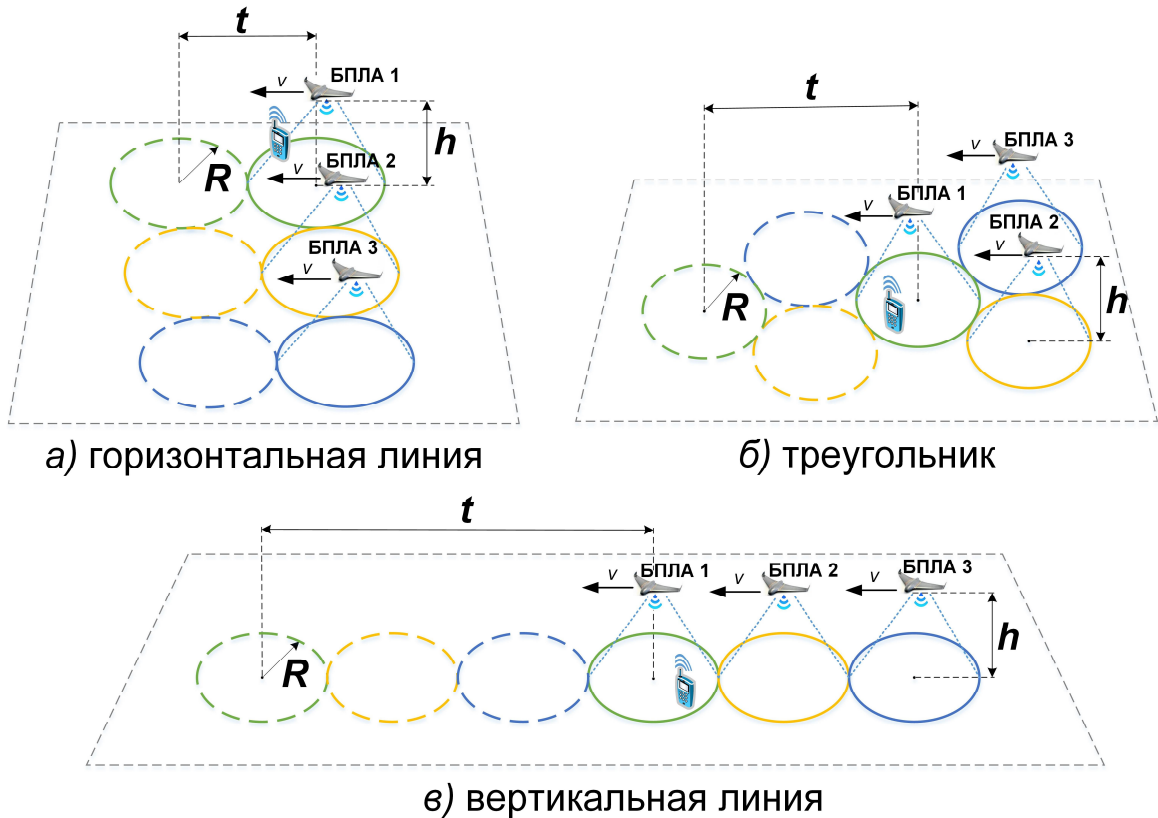 t
v
БПЛА 1
h
R
v
БПЛА 2
v
БПЛА 3
а) горизонтальная линия
t
v
БПЛА 3
v
БПЛА 1
v
БПЛА 2
R
h
б) треугольник
t
v
БПЛА 1
v
БПЛА 2
v
БПЛА 3
R
h
в) вертикальная линия